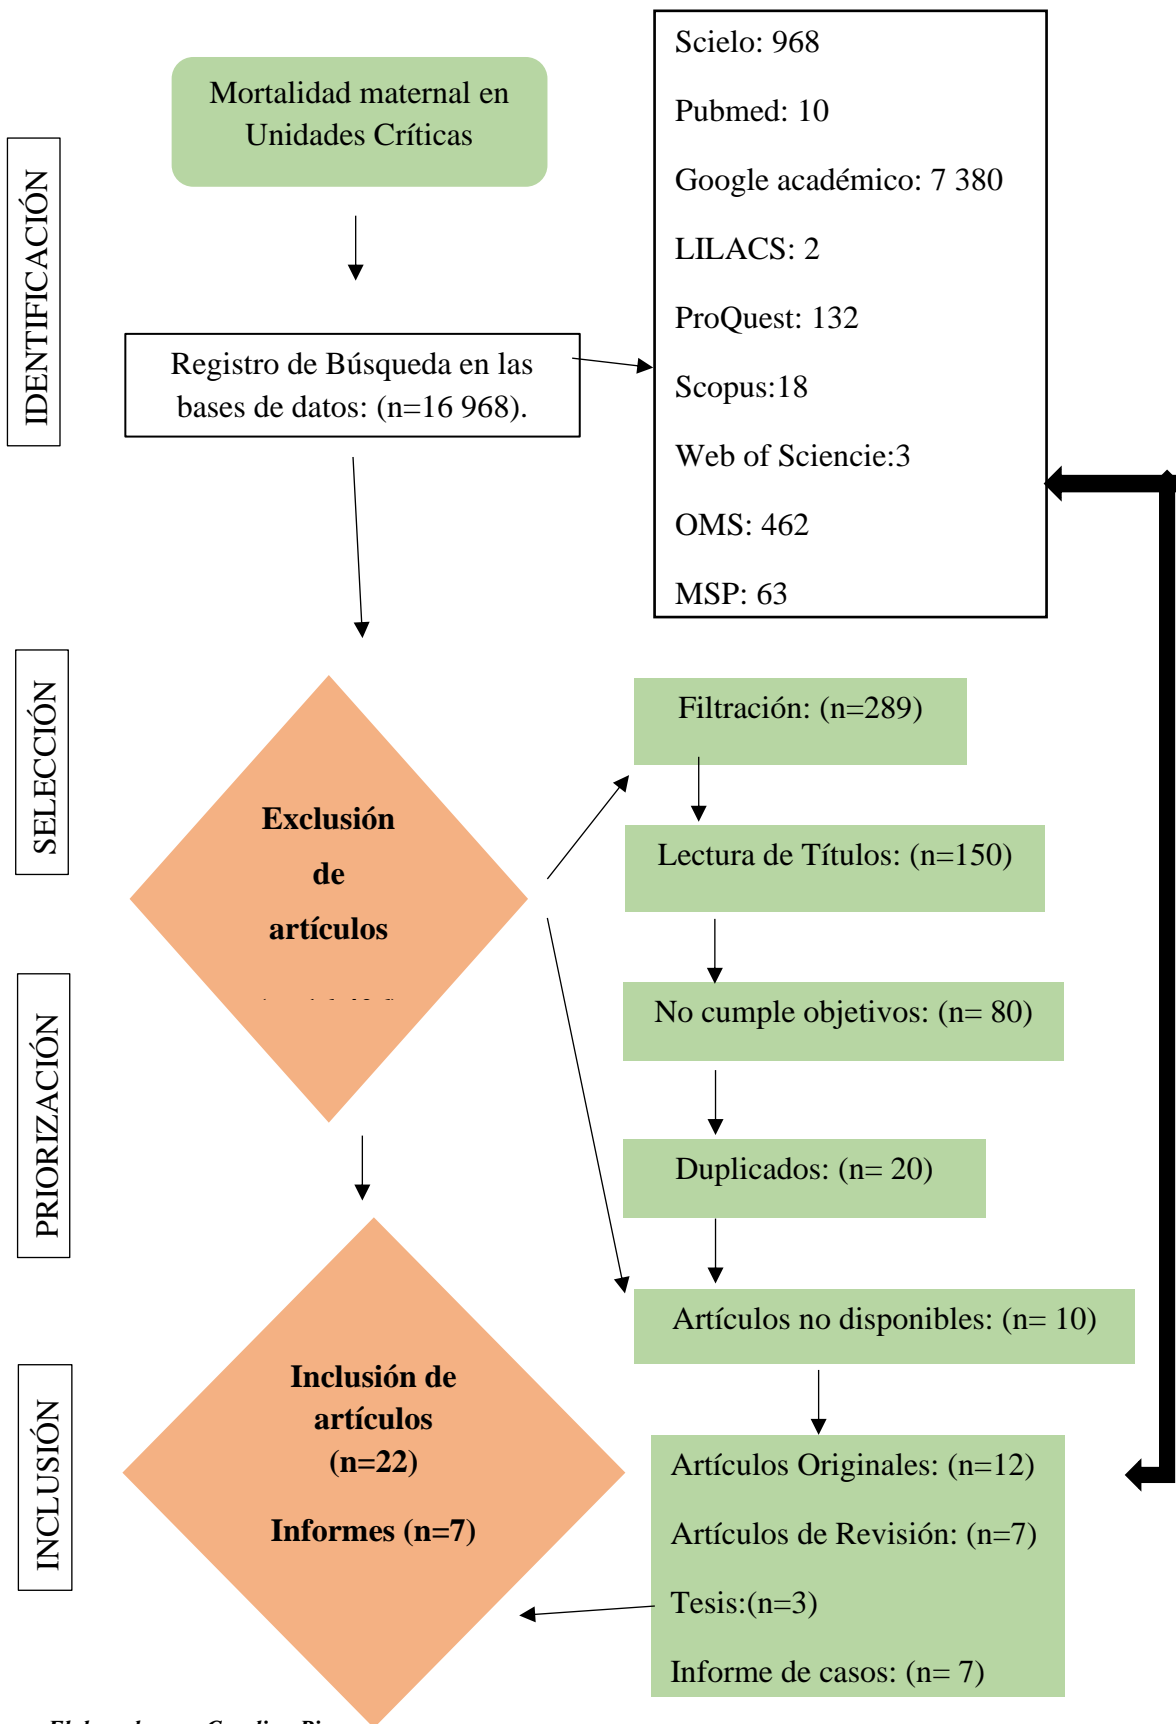 Mortalidad maternal en
Unidades Críticas
Scielo: 968
Pubmed: 10
Google académico: 7 380
LILACS: 2
ProQuest: 132
Scopus:18
Web of Sciencie:3
OMS: 462
MSP: 63
IDENTIFICACIÓN
Registro de Búsqueda en las
bases de datos: (n=16 968).
SELECCIÓN
Exclusión
de
artículos
Filtración: (n=289)
Lectura de Títulos: (n=150)
No cumple objetivos: (n= 80)
Duplicados: (n= 20)
Artículos no disponibles: (n= 10)
PRIORIZACIÓN
INCLUSIÓN
Inclusión de
artículos
(n=22)
Informes (n=7)
Artículos Originales: (n=12)
Artículos de Revisión: (n=7)
Tesis:(n=3)
Informe de casos: (n= 7)